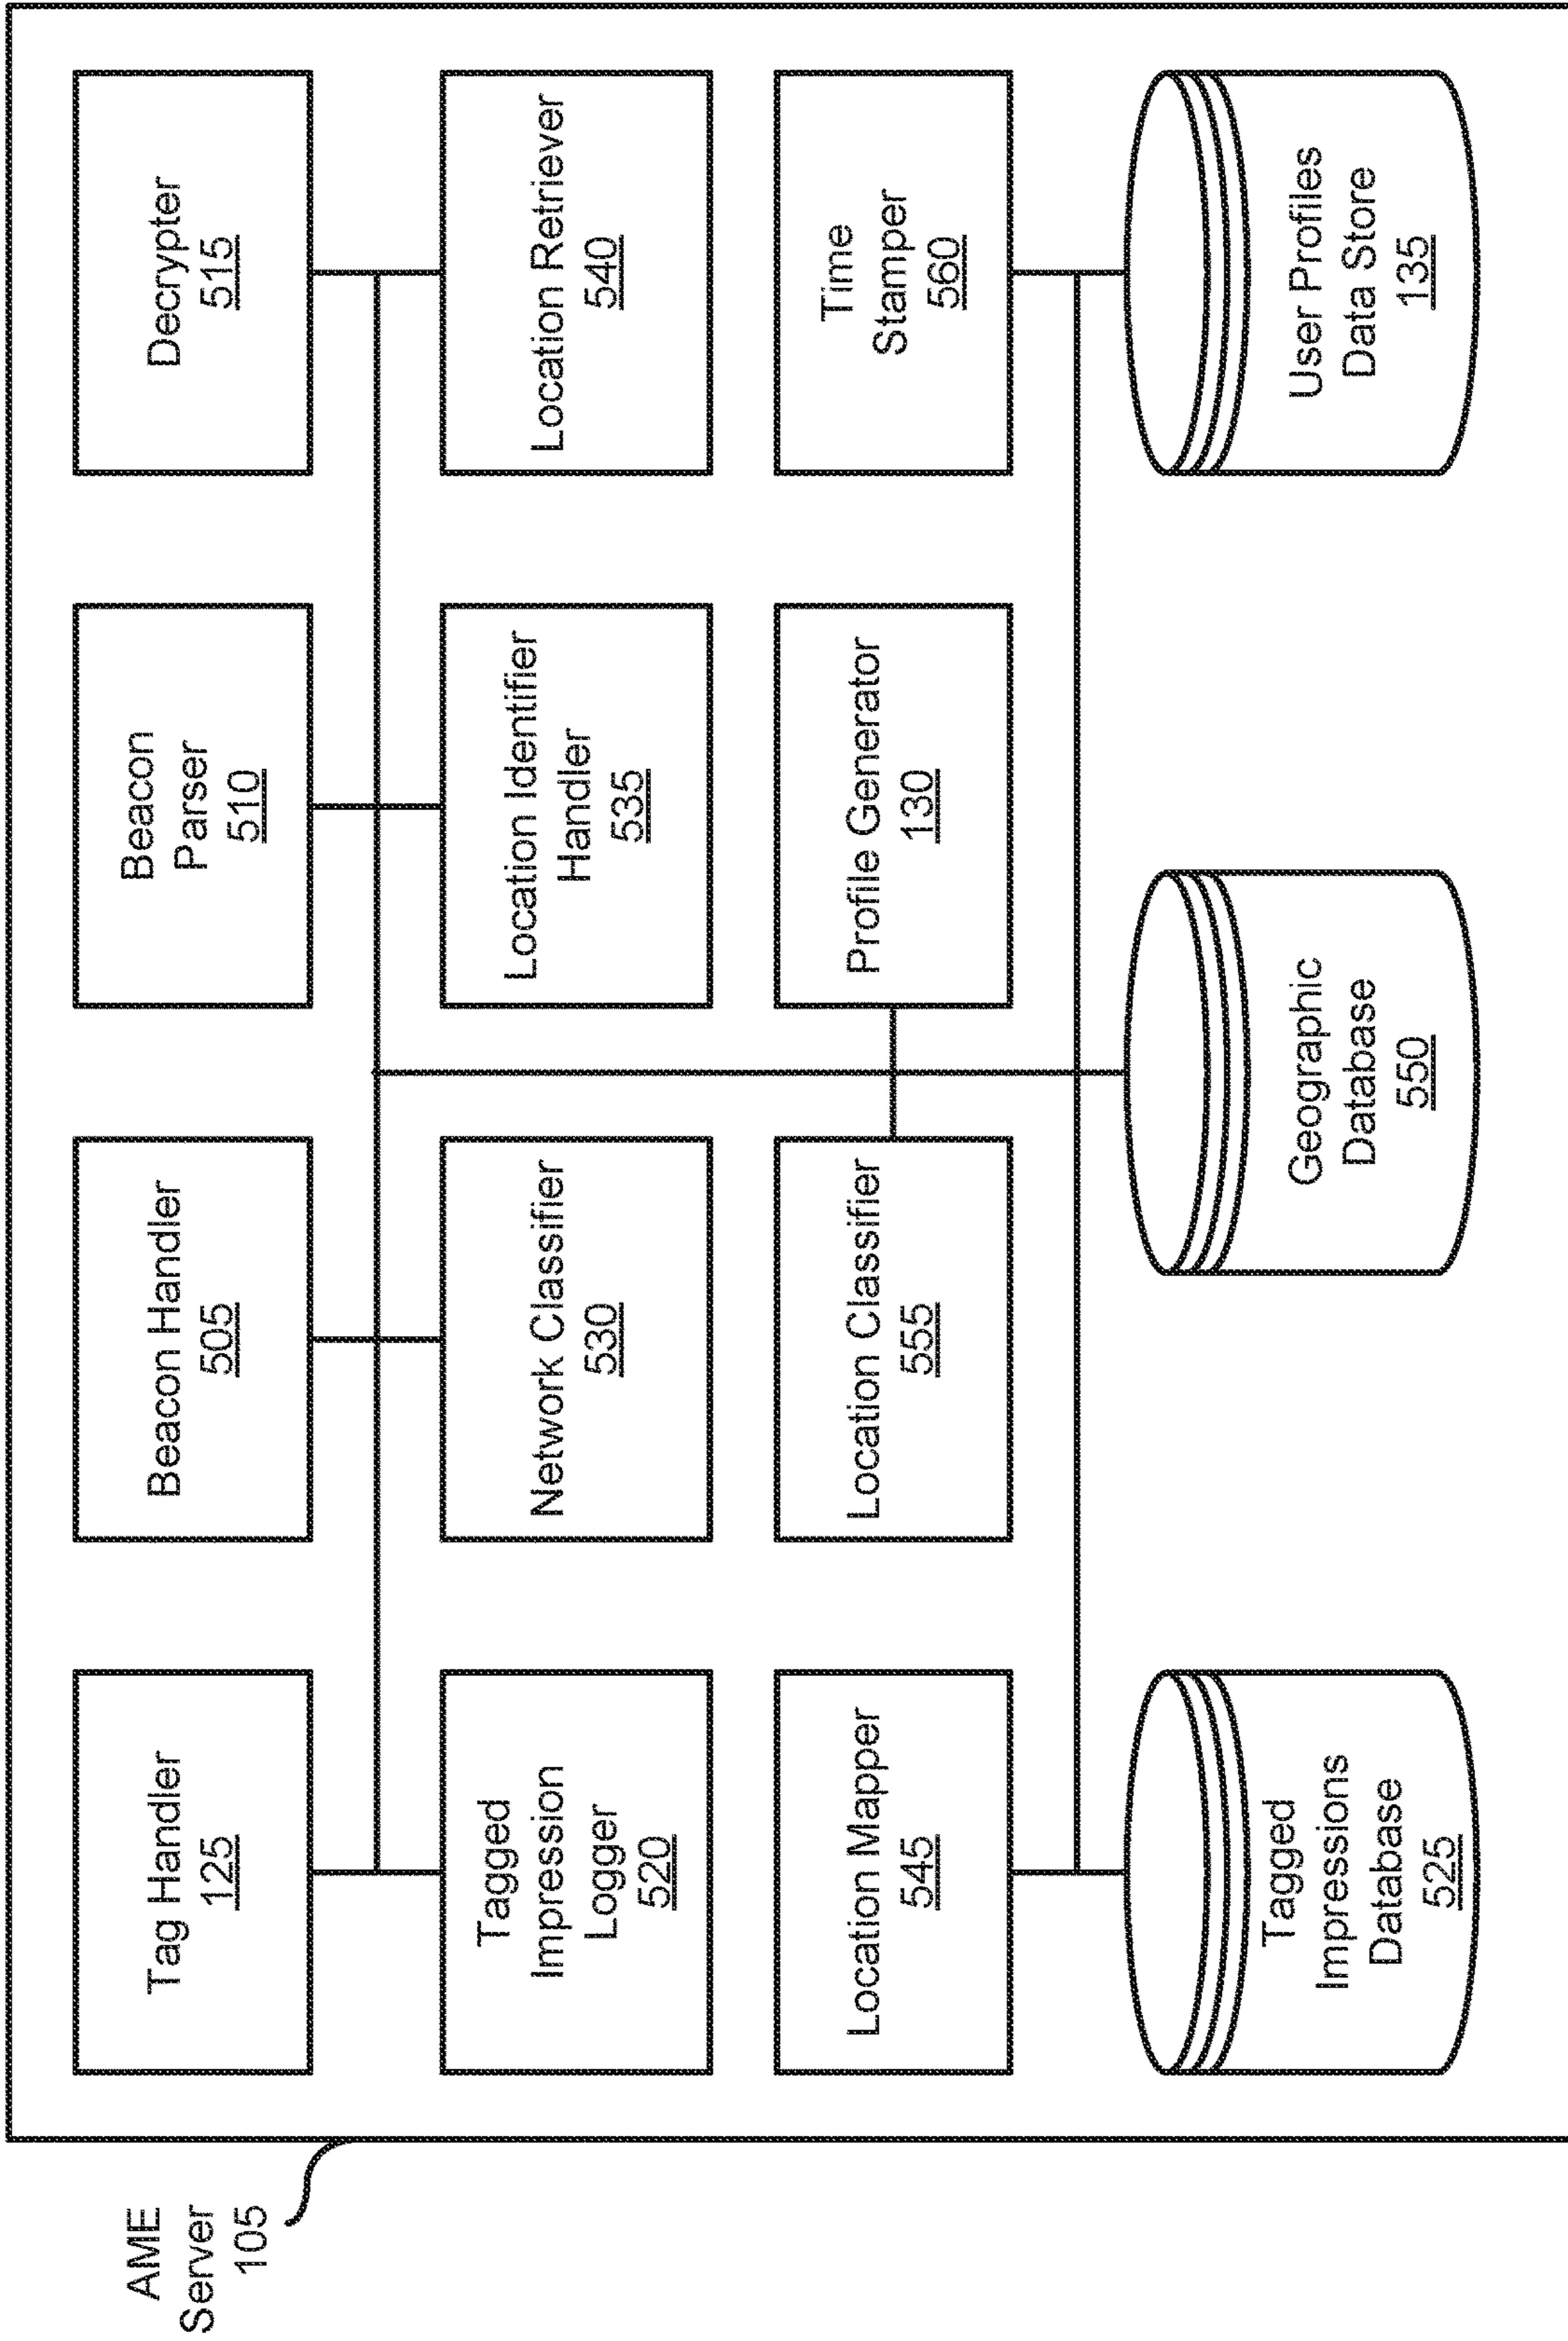 AME
Server
105
Tag Handler
125
Beacon Handler
505
Beacon
Parser
510
Decrypter
515
Tagged
Impression
Logger
520
Network Classifier
530
Location Identifier
Handler
535
Location Retriever
540
Location Mapper
545
Location Classifier
555
Profile Generator
130
Time
Stamper
560
Tagged
Impressions
Database
525
Geographic
Database
550
User Profiles
Data Store
135